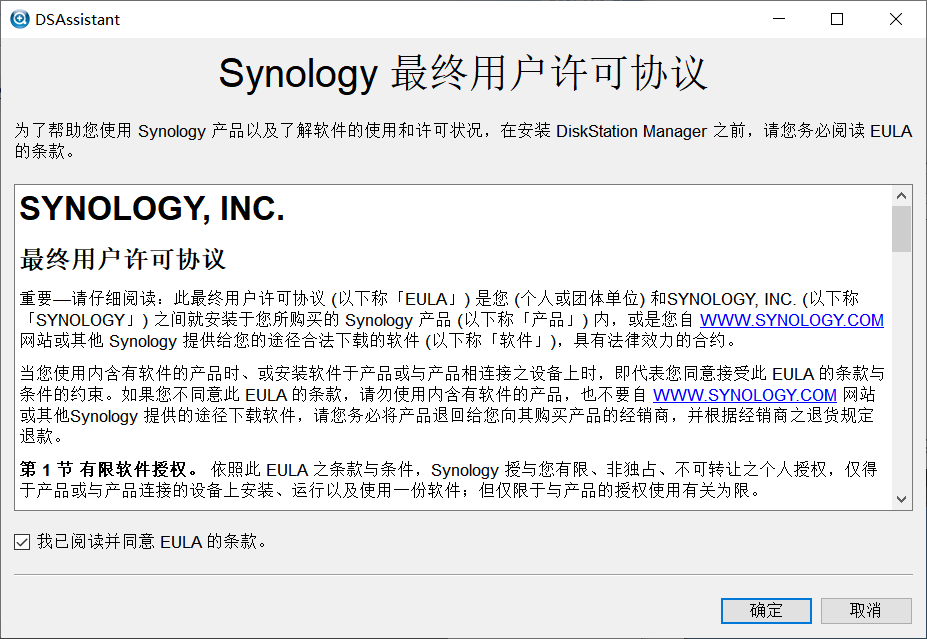 DSAssistant
Synology 最终用户许可协议
为了帮助您使用 Synology 产品以及了解软件的使用和许可状况，在安装 DiskStation Manager 之前，请您务必阅读 EULA
的条款。
SYNOLOGY, INC.
最终用户许可协议
重要—请仔细阅读：此最终用户许可协议 (以下称「EULA」) 是您 (个人或团体单位) 和SYNOLOGY, INC. (以下称
「SYNOLOGY」) 之间就安装于您所购买的 Synology 产品 (以下称「产品」) 内，或是您自 WWW.SYNOLOGY.COM
网站或其他 Synology 提供给您的途径合法下载的软件 (以下称「软件」)，具有法律效力的合约。
当您使用内含有软件的产品时、或安装软件于产品或与产品相连接之设备上时，即代表您同意接受此 EULA 的条款与
条件的约束。如果您不同意此 EULA 的条款，请勿使用内含有软件的产品，也不要自 WWW.SYNOLOGY.COM 网站
或其他Synology 提供的途径下载软件，请您务必将产品退回给您向其购买产品的经销商，并根据经销商之退货规定
退款。
第 1 节 有限软件授权。 依照此 EULA 之条款与条件，Synology 授与您有限、非独占、不可转让之个人授权，仅得
于产品或与产品连接的设备上安装、运行以及使用一份软件；但仅限于与产品的授权使用有关为限。
我已阅读并同意 EULA 的条款。
确定
取消